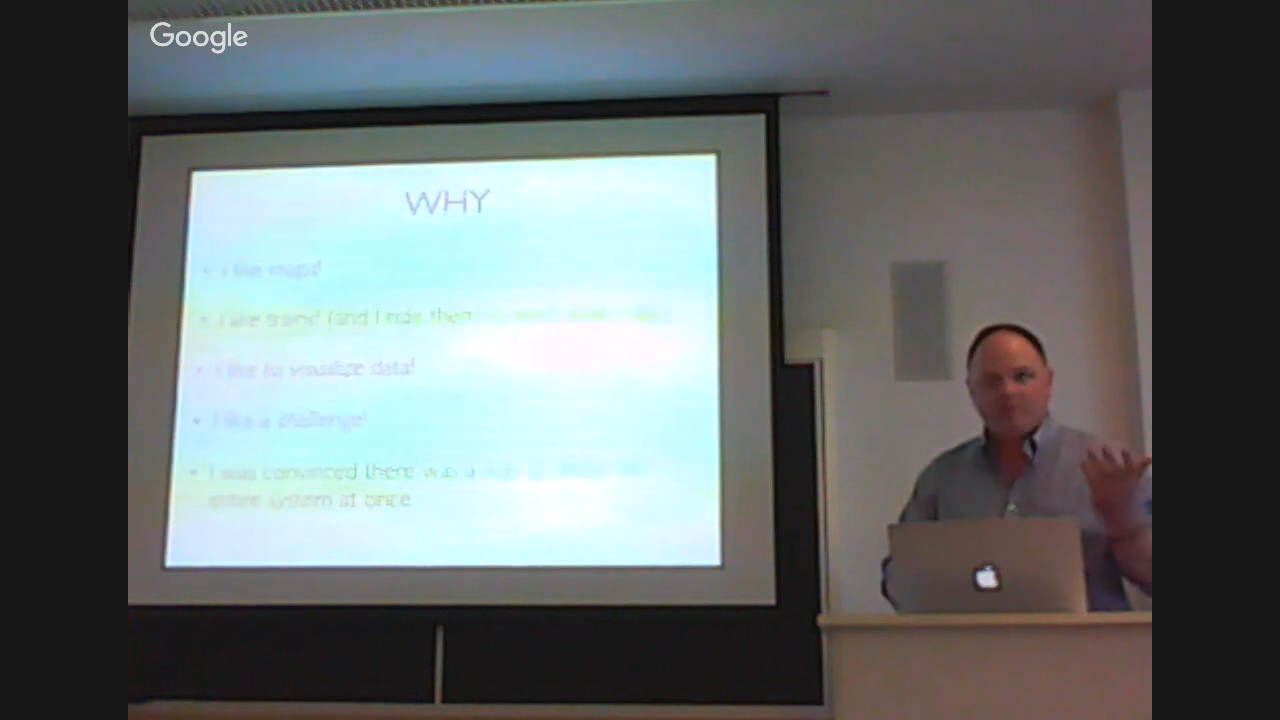 Google
WHY
• I like maps!
• I like trains! (and I ride them
• I like to visualize data!
• I like a challenge!
• I was convinced there was a
entire system at once